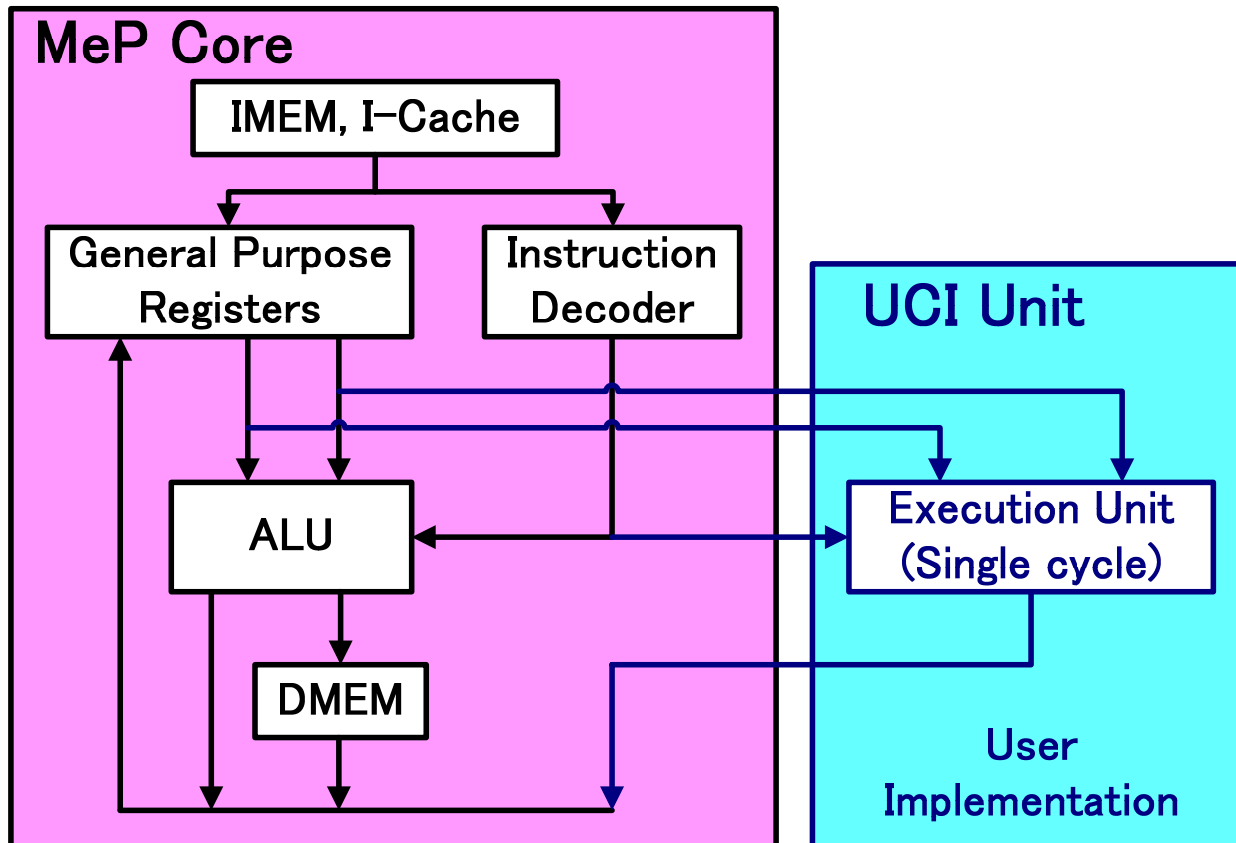 MeP Core
IMEM, I-Cache
General Purpose
Registers
Instruction
Decoder
UCI Unit
ALU
Execution Unit
(Single cycle)
DMEM
User
Implementation